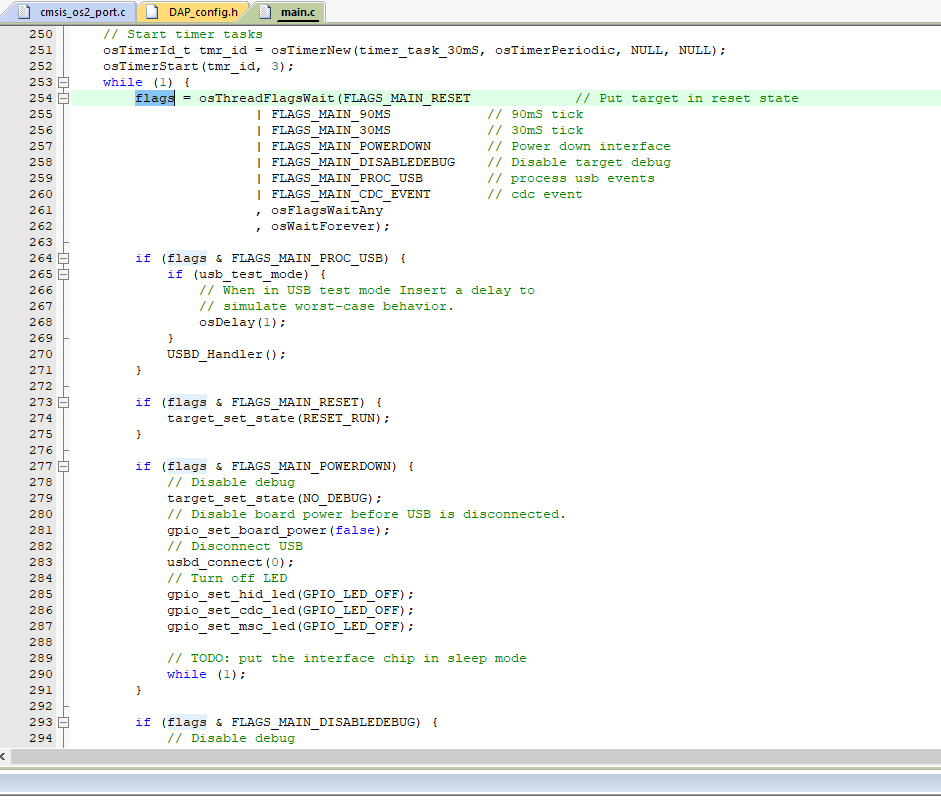 cmsis_os2_port.c DAP_config.h main.c
250 // Start timer tasks
251 osTimerId_t tmr_id = osTimerNew(timer_task_30mS, osTimerPeriodic, NULL, NULL);
252 osTimerStart(tmr_id, 3);
253 while (1) {
254 flags = osThreadFlagsWait(FLAGS_MAIN_RESET // Put target in reset state
255 | FLAGS_MAIN_90MS // 90mS tick
256 | FLAGS_MAIN_30MS // 30mS tick
257 | FLAGS_MAIN_POWERDOWN // Power down interface
258 | FLAGS_MAIN_DISABLEDEBUG // Disable target debug
259 | FLAGS_MAIN_PROC_USB // process usb events
260 | FLAGS_MAIN_CDC_EVENT // cdc event
261 , osFlagsWaitAny
262 , osWaitForever);
263
264 if (flags & FLAGS_MAIN_PROC_USB) {
265 if (usb_test_mode) {
266 // When in USB test mode Insert a delay to
267 // simulate worst-case behavior.
268 osDelay(1);
269 }
270 USBD_Handler();
271 }
272
273 if (flags & FLAGS_MAIN_RESET) {
274 target_set_state(RESET_RUN);
275 }
276
277 if (flags & FLAGS_MAIN_POWERDOWN) {
278 // Disable debug
279 target_set_state(NO_DEBUG);
280 // Disable board power before USB is disconnected.
281 gpio_set_board_power(false);
282 // Disconnect USB
283 usbd_connect(0);
284 // Turn off LED
285 gpio_set_hid_led(GPIO_LED_OFF);
286 gpio_set_cdc_led(GPIO_LED_OFF);
287 gpio_set_msc_led(GPIO_LED_OFF);
288
289 // TODO: put the interface chip in sleep mode
290 while (1);
291 }
292
293 if (flags & FLAGS_MAIN_DISABLEDEBUG) {
294 // Disable debug